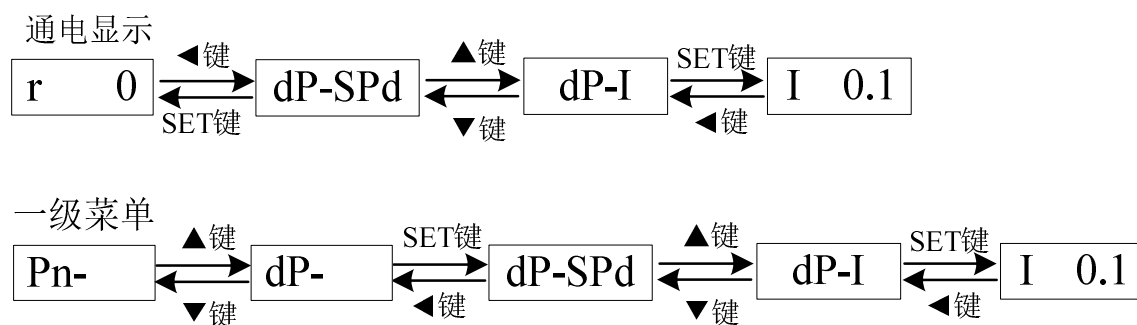 通电显示
◀键 ▲键 SET键
r 0 dP-SPd dP-I I 0.1
SET键 ▼键 ◀键
一级菜单
▲键 SET键 ▲键 SET键
Pn- dP- dP-SPd dP-I I 0.1
▼键 ◀键 ▼键 ◀键